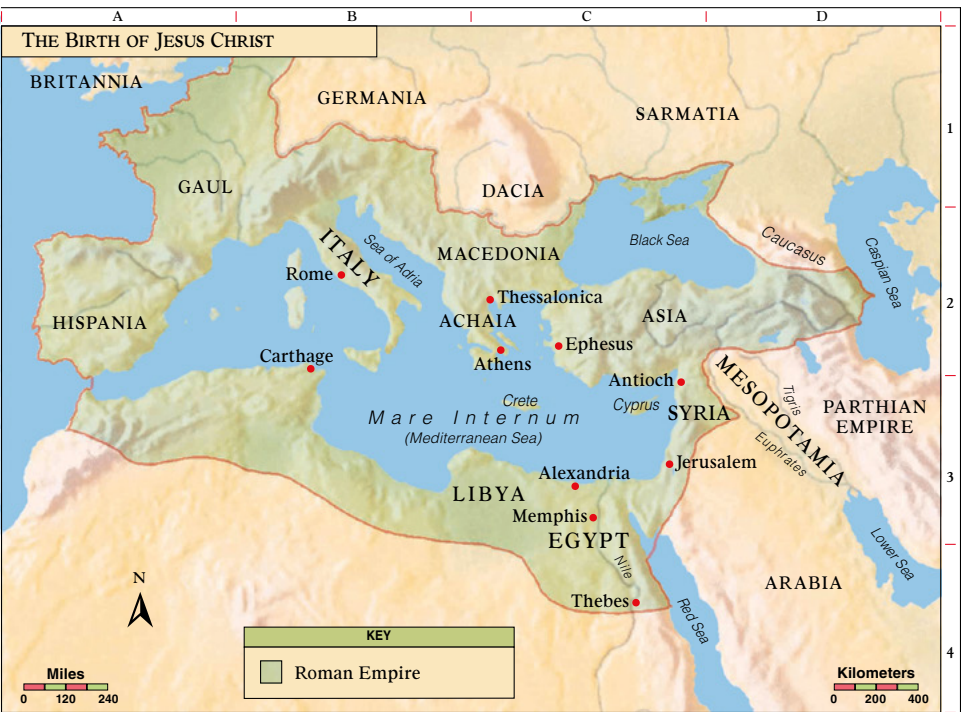 A B C D
THE BIRTH OF JESUS CHRIST
BRITANNIA
GERMANIA
SARMATIA
1
GAUL
DACIA
ITALY
Sea of Adria
MACEDONIA
Black Sea
Caucasus
Caspian Sea
Rome
Thessalonica
2
HISPANIA
ACHAIA
ASIA
Carthage
Athens
Ephesus
Antioch
MESOPOTAMIA
Tigris
Crete
Cyprus
SYRIA
PARTHIAN
EMPIRE
Mare Internum
(Mediterranean Sea)
Euphrates
Jerusalem
Alexandria
3
LIBYA
Memphis
EGYPT
Nile
Lower Sea
N
ARABIA
Thebes
Red Sea
KEY
Roman Empire
4
Miles
0 120 240
Kilometers
0 200 400